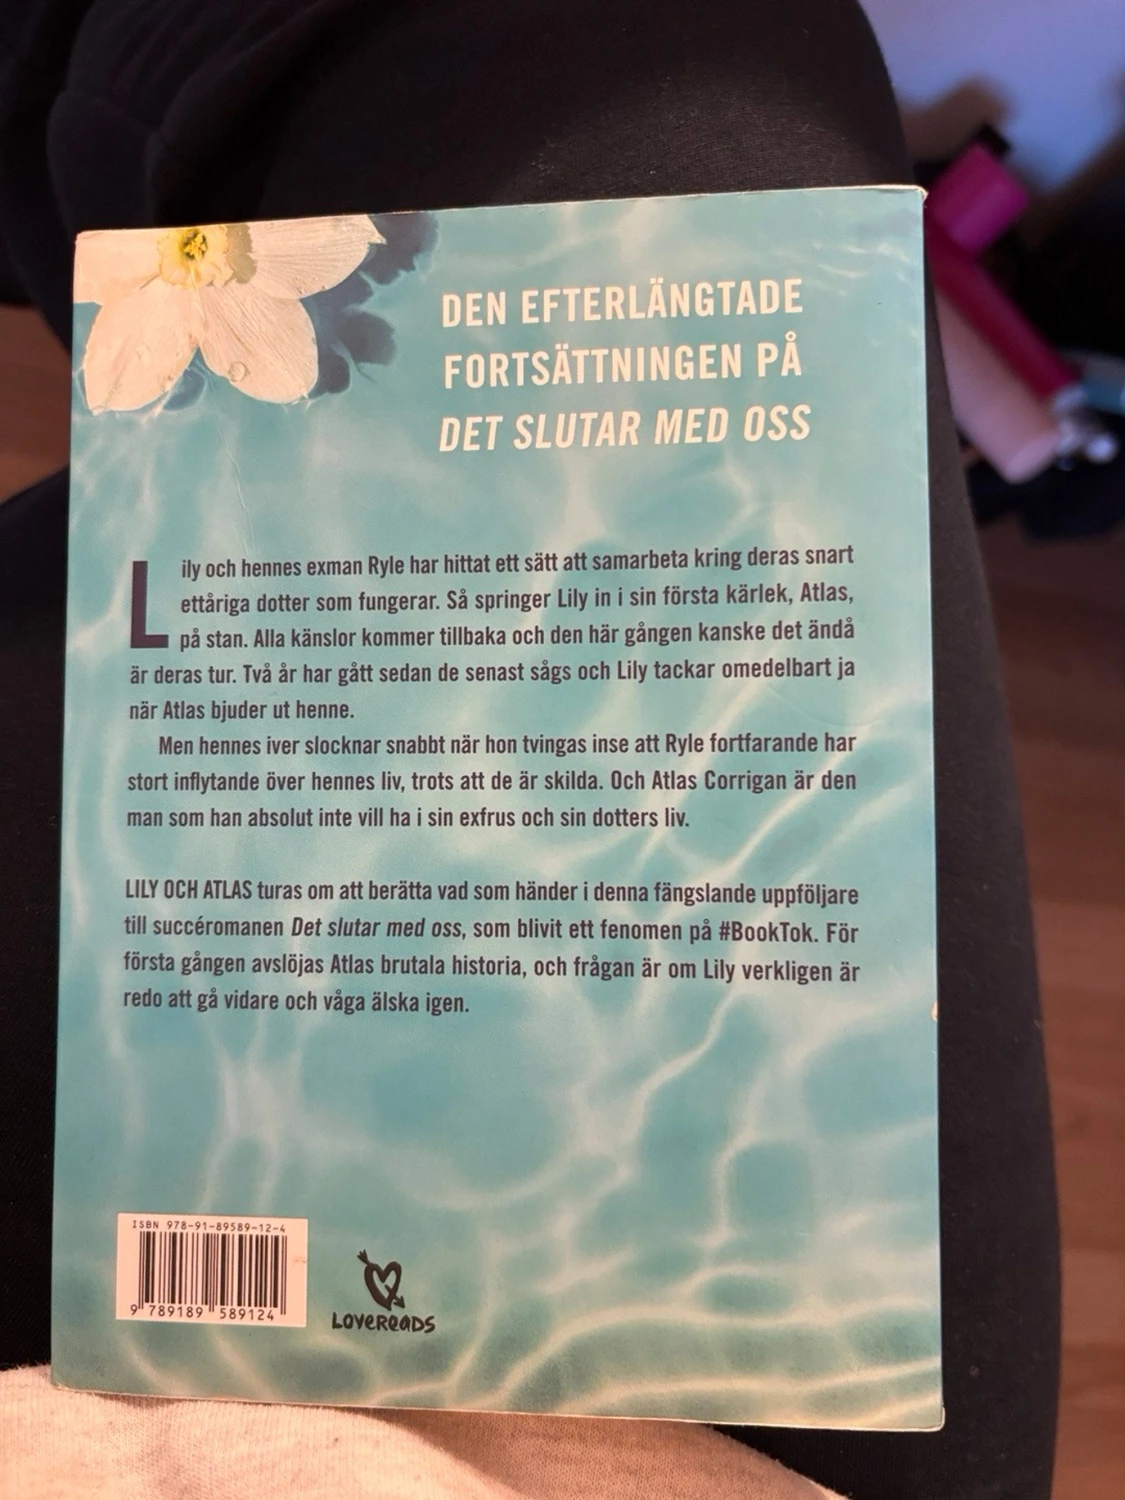 DEN EFTERLÄNGTADE
FORTSÄTTNINGEN PÅ
DET SLUTAR MED OSS
Lily och hennes exman Ryle har hittat ett sätt att samarbeta kring deras snart
ettåriga dotter som fungerar. Så springer Lily in i sin första kärlek, Atlas,
på stan. Alla känslor kommer tillbaka och den här gången kanske det ändå
är deras tur. Två år har gått sedan de senast sågs och Lily tackar omedelbart ja
när Atlas bjuder ut henne.
Men hennes iver slocknar snabbt när hon tvingas inse att Ryle fortfarande har
stort inflytande över hennes liv, trots att de är skilda. Och Atlas Corrigan är den
man som han absolut inte vill ha i sin exfrus och sin dotters liv.
LILY OCH ATLAS turas om att berätta vad som händer i denna fängslande uppföljare
till succéromanen Det slutar med oss, som blivit ett fenomen på #BookTok. För
första gången avslöjas Atlas brutala historia, och frågan är om Lily verkligen är
redo att gå vidare och våga älska igen.
ISBN 978-91-89589-12-4
9 789189 589124
LOVEREADS